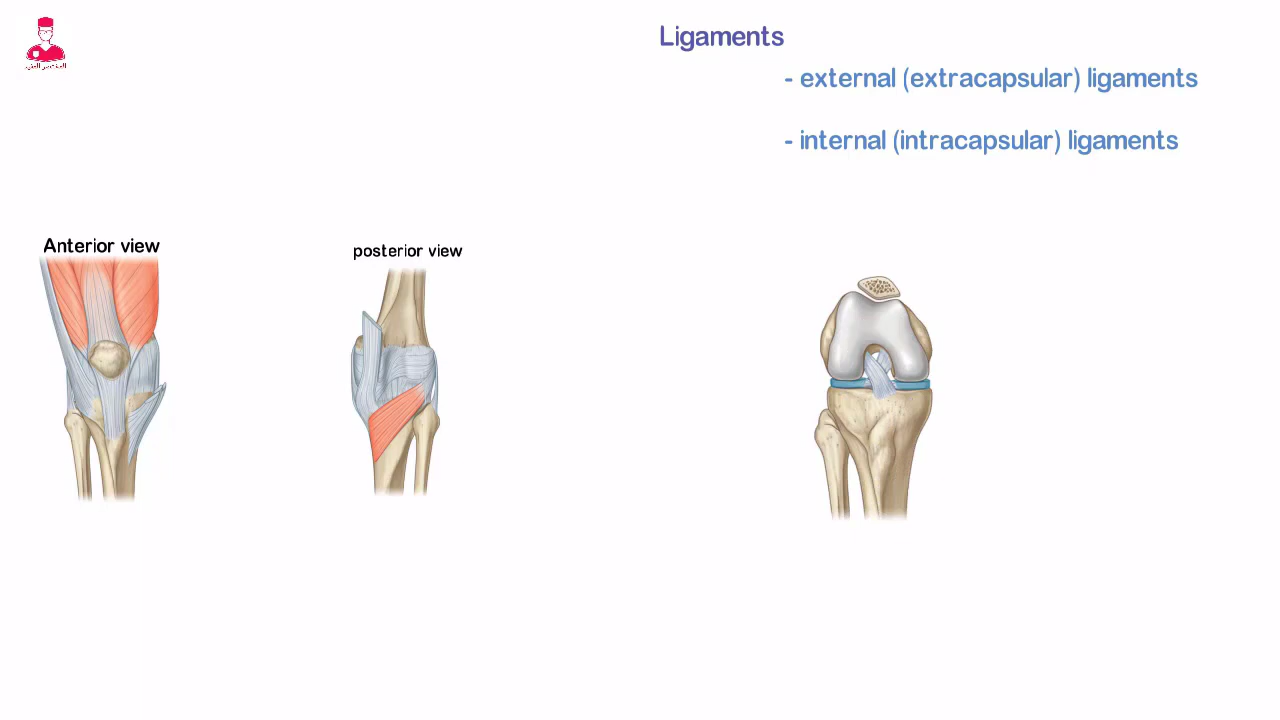 Ligaments
- external (extracapsular) ligaments
- internal (intracapsular) ligaments
Anterior view
posterior view